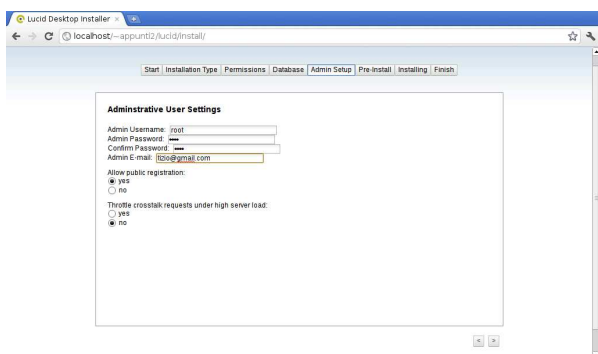 Lucid Desktop Installer
localhost/~appunti2/lucid/install/
Start Installation Type Permissions Database Admin Setup Pre-Install Installing Finish
Adminstrative User Settings
Admin Username: root
Admin Password: ••••
Confirm Password: ••••
Admin E-mail: tizio@gmail.com
Allow public registration:
yes
no
Throttle crosstalk requests under high server load:
yes
no
< >